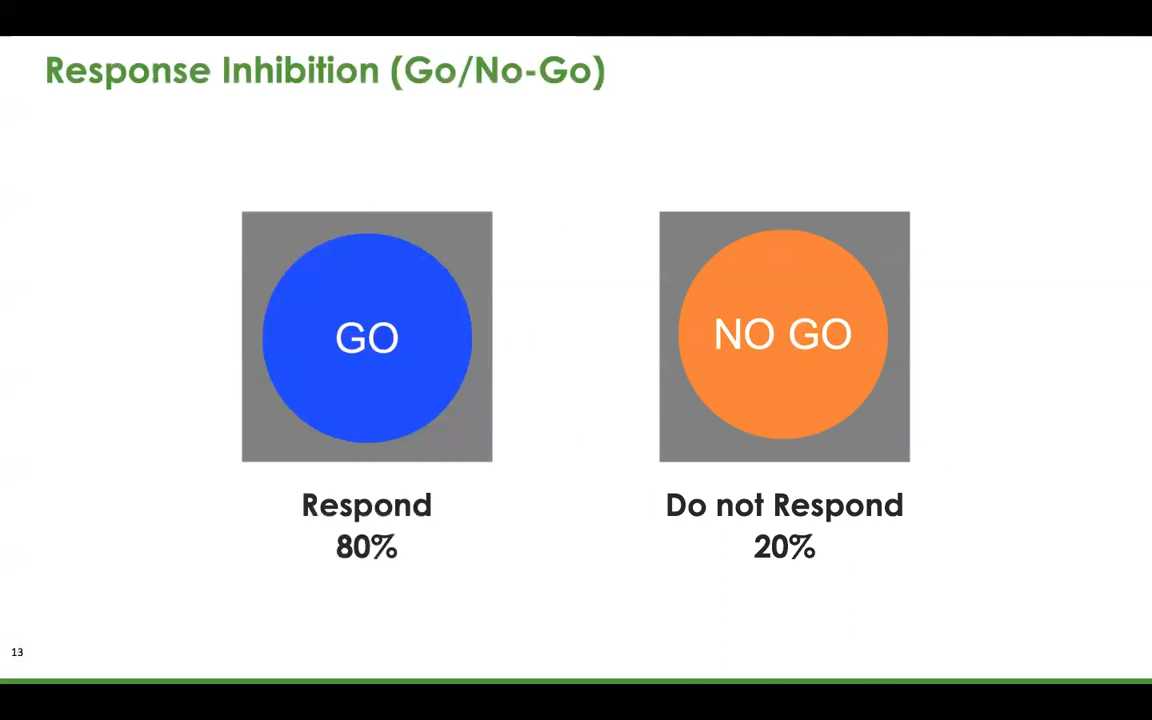 Response Inhibition (Go/No-Go)
GO
NO GO
Respond
80%
Do not Respond
20%
13